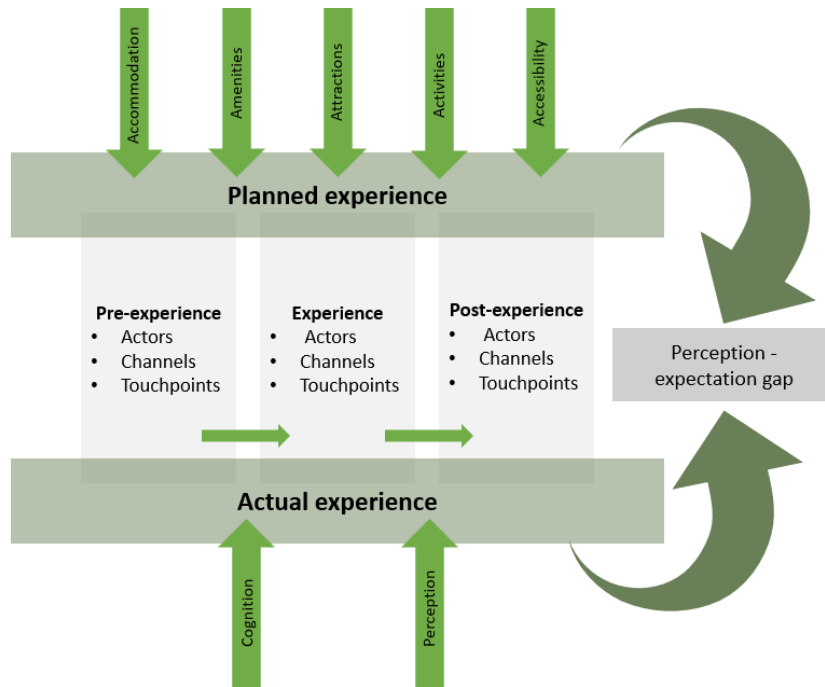 Accommodation
Amenities
Attractions
Activities
Accessibility
Planned experience
Pre-experience
• Actors
• Channels
• Touchpoints
Experience
• Actors
• Channels
• Touchpoints
Post-experience
• Actors
• Channels
• Touchpoints
Perception -
expectation gap
Actual experience
Cognition
Perception